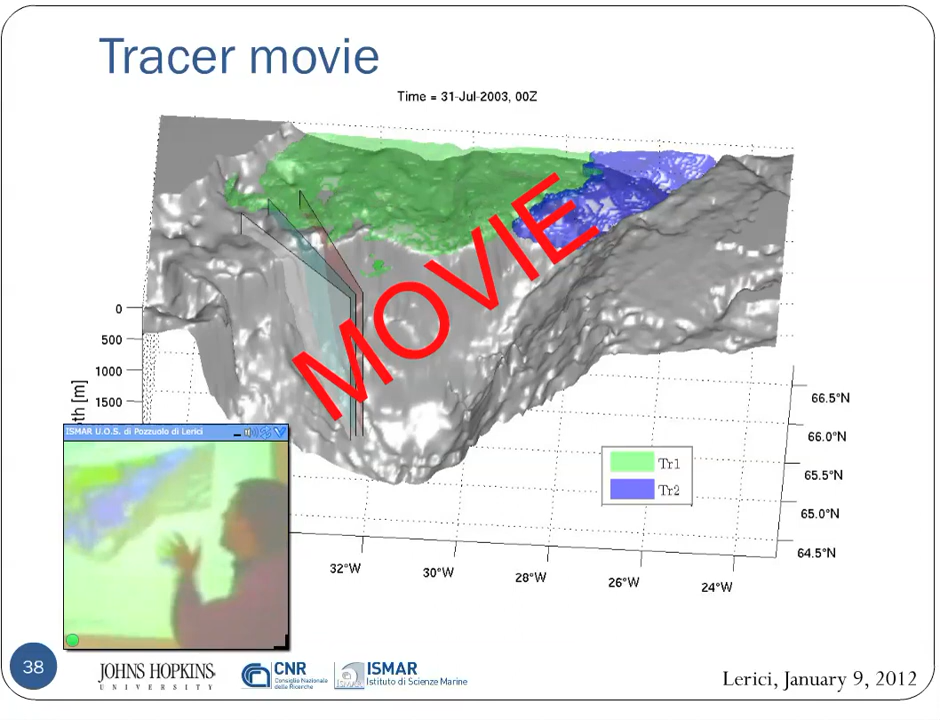 Tracer movie
Time = 31-Jul-2003, 00Z
MOVIE
0
500
1000
1500
th [m]
66.5°N
66.0°N
65.5°N
65.0°N
64.5°N
32°W
30°W
28°W
26°W
24°W
Tr1
Tr2
ISMAR U.O.S. di Pozzuolo di Lerici
38
JOHNS HOPKINS
UNIVERSITY
CNR
Consiglio Nazionale
delle Ricerche
ISMAR
ISMAR
Istituto di Scienze Marine
Lerici, January 9, 2012